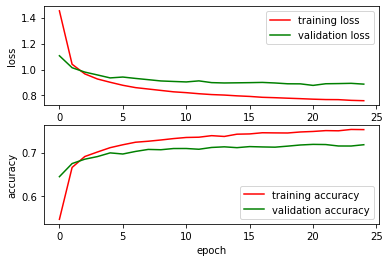 1.4
1.2
1.0
0.8
loss
training loss
validation loss
0 5 10 15 20 25
0.7
0.6
accuracy
training accuracy
validation accuracy
0 5 10 15 20 25
epoch